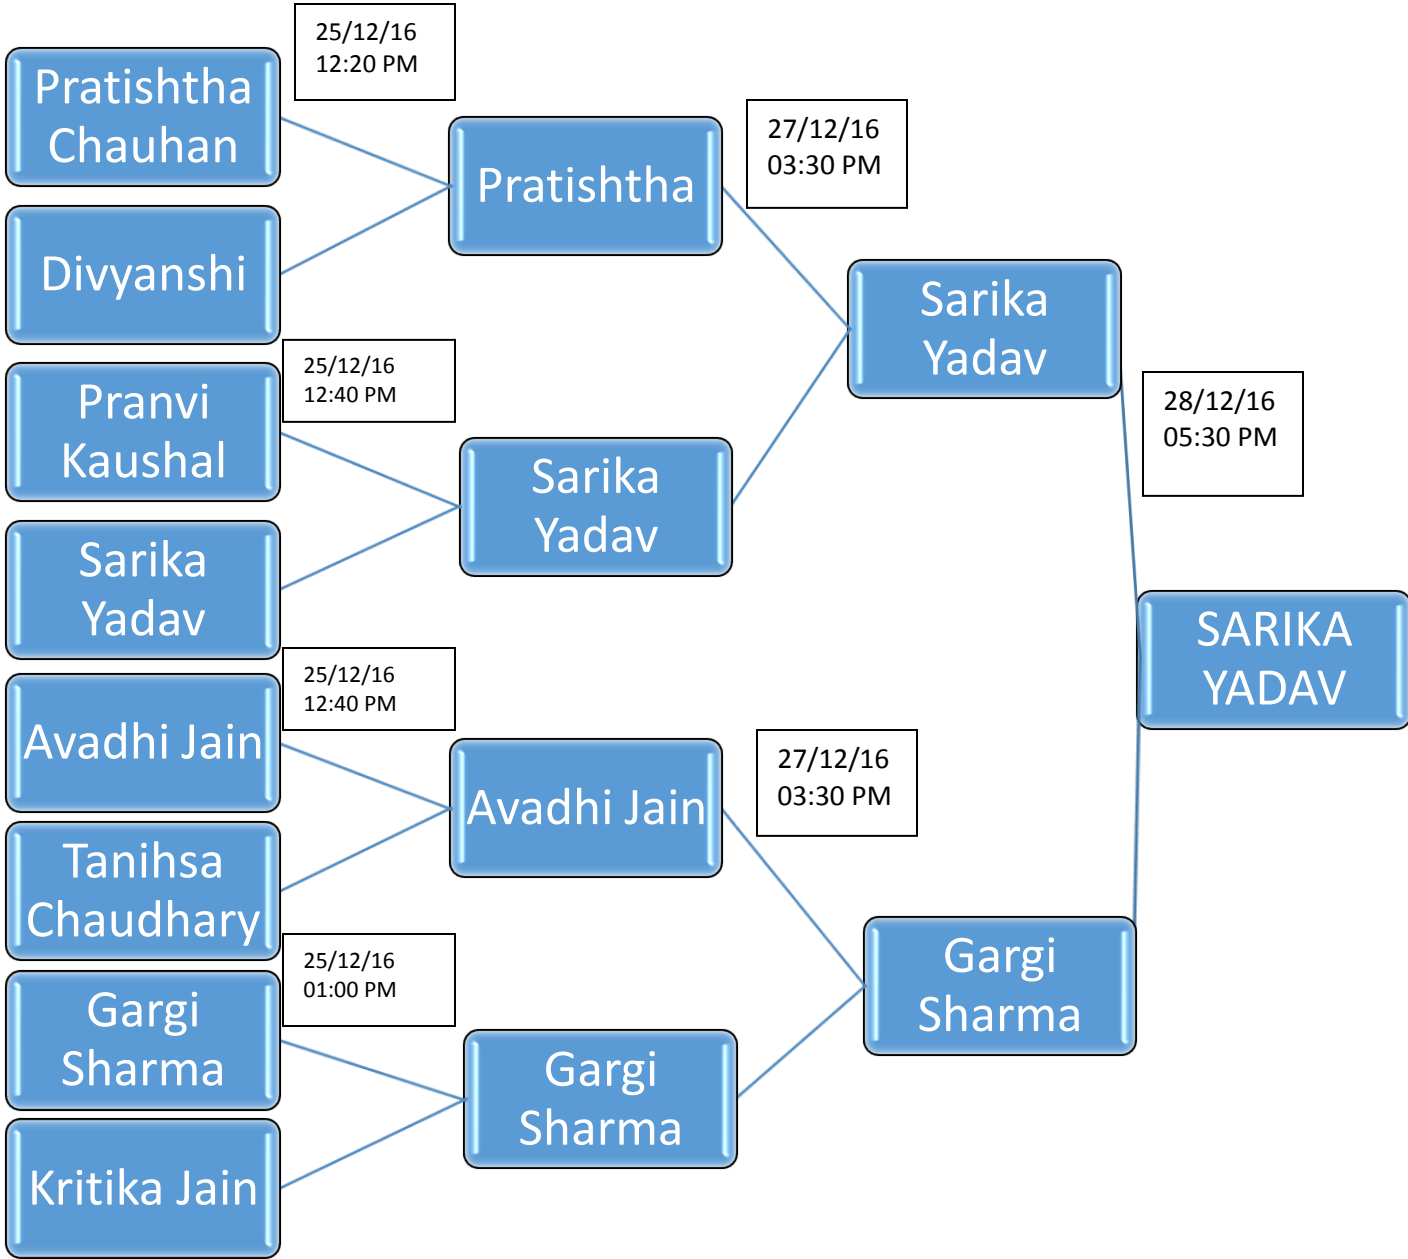 25/12/16
12:20 PM
Pratishtha
Chauhan
Divyanshi
25/12/16
12:40 PM
Pranvi
Kaushal
Sarika
Yadav
25/12/16
12:40 PM
Avadhi Jain
Tanihsa
Chaudhary
25/12/16
01:00 PM
Gargi
Sharma
Kritika Jain
Pratishtha
27/12/16
03:30 PM
Sarika
Yadav
Avadhi Jain
27/12/16
03:30 PM
Gargi
Sharma
Sarika
Yadav
28/12/16
05:30 PM
Gargi
Sharma
SARIKA
YADAV